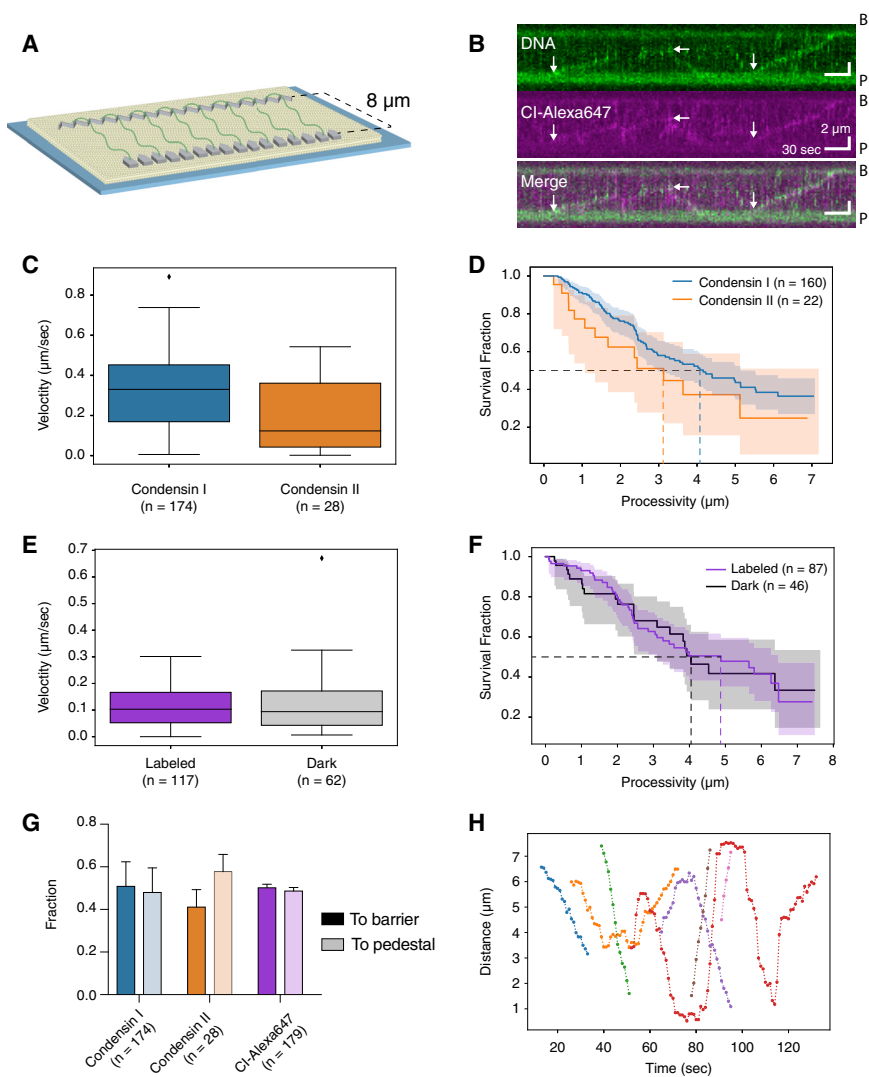 A
8 µm
B
DNA
B
P
CI-Alexa647
B
2 µm
30 sec
P
Merge
B
P
C
Veloctity (µm/sec)
0.8
0.6
0.4
0.2
0.0
Condensin I
(n = 174)
Condensin II
(n = 28)
D
Survival Fraction
1.0
0.8
0.6
0.4
0.2
Condensin I (n = 160)
Condensin II (n = 22)
0 1 2 3 4 5 6 7
Processivity (µm)
E
Veloctity (µm/sec)
0.7
0.6
0.5
0.4
0.3
0.2
0.1
0.0
Labeled
(n = 117)
Dark
(n = 62)
F
Survival Fraction
1.0
0.8
0.6
0.4
0.2
Labeled (n = 87)
Dark (n = 46)
0 1 2 3 4 5 6 7 8
Processivity (µm)
G
Fraction
0.8
0.6
0.4
0.2
0.0
To barrier
To pedestal
Condensin I
(n = 174)
Condensin II
(n = 28)
CI-Alexa647
(n = 179)
H
Distance (µm)
7
6
5
4
3
2
1
20 40 60 80 100 120
Time (sec)